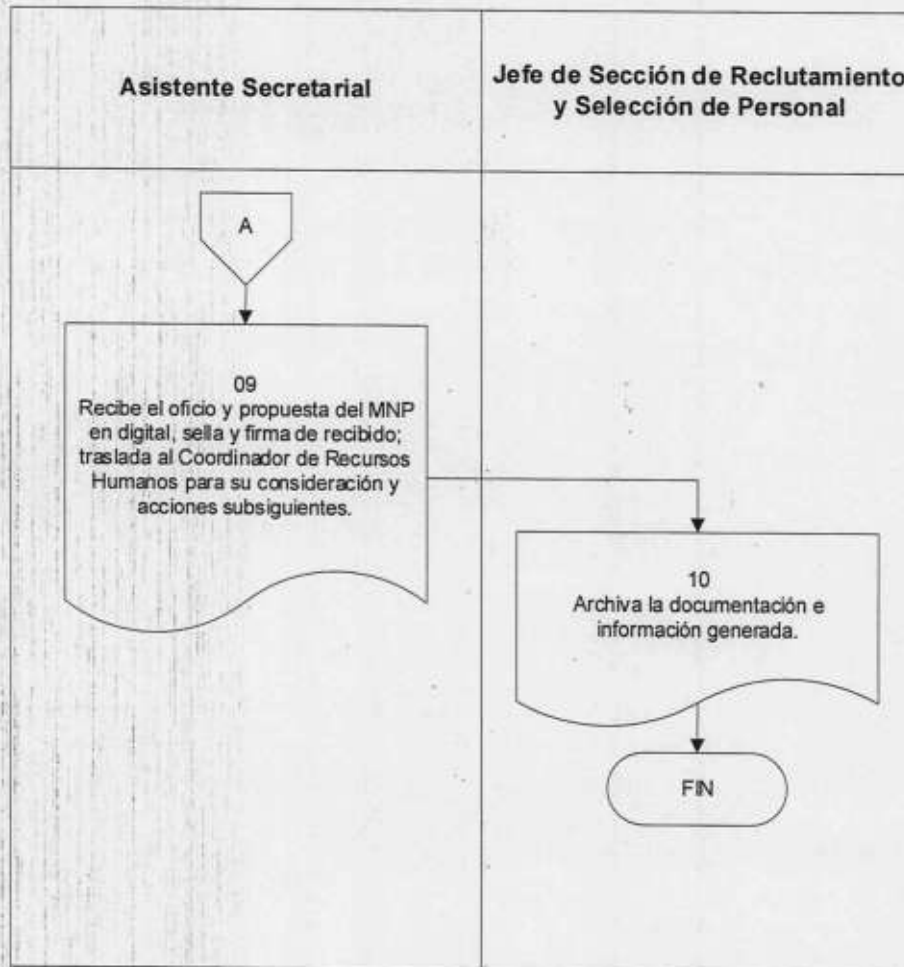 Asistente Secretarial
Jefe de Sección de Reclutamiento
y Selección de Personal
A
09
Recibe el oficio y propuesta del MNP
en digital, sella y firma de recibido;
traslada al Coordinador de Recursos
Humanos para su consideración y
acciones subsiguientes.
10
Archiva la documentación e
información generada.
FIN